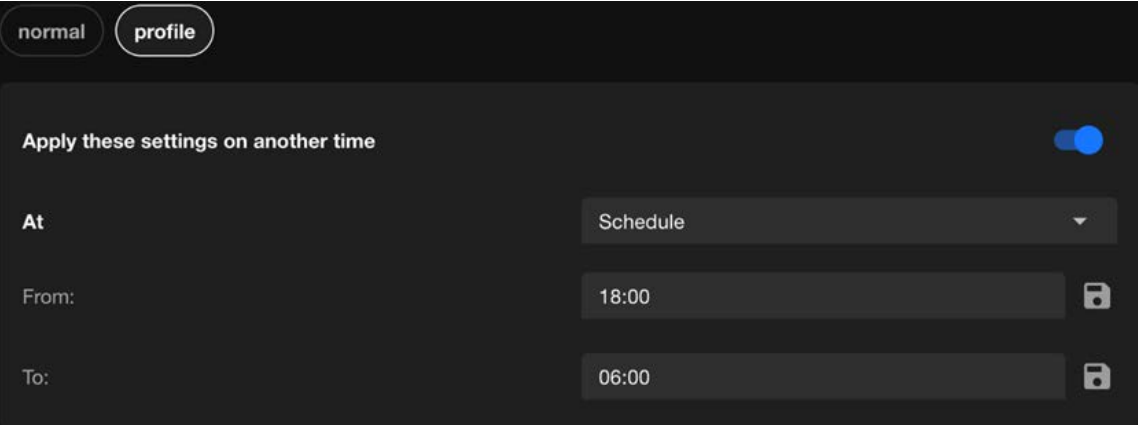 normal profile
Apply these settings on another time
At Schedule
From: 18:00
To: 06:00